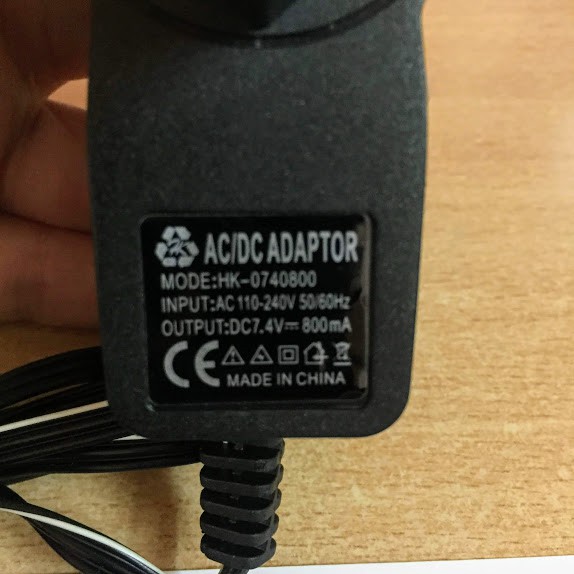 AC/DC ADAPTOR
MODE:HK-0740800
INPUT:AC 110-240V 50/60Hz
OUTPUT:DC7.4V⎓800mA
CE
MADE IN CHINA